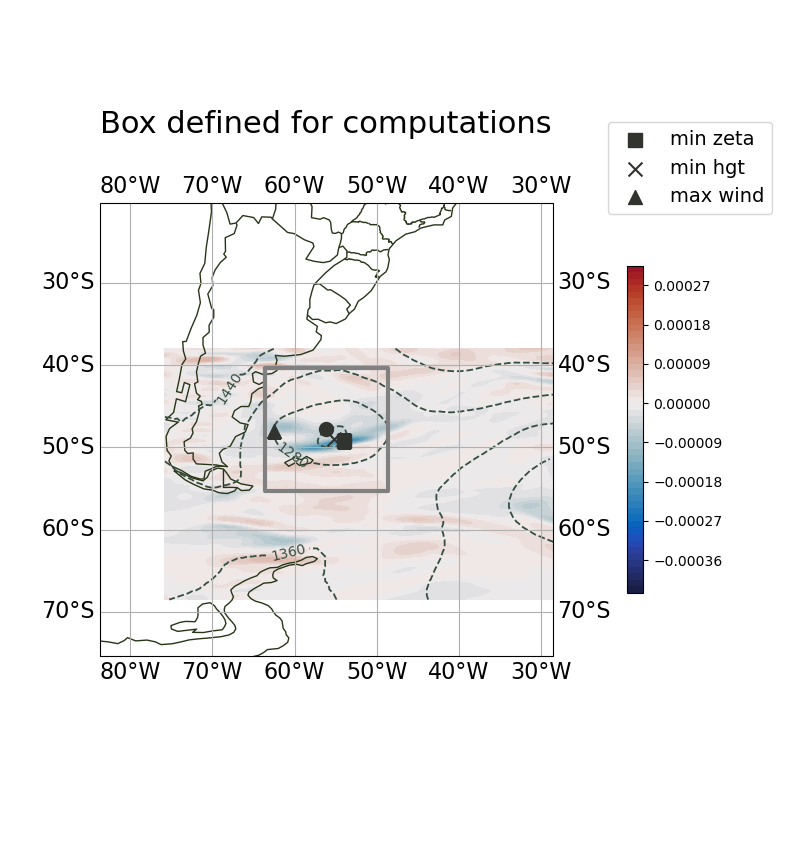 Box defined for computations
min zeta
min hgt
max wind
80°W 70°W 60°W 50°W 40°W 30°W
30°S 30°S
40°S 40°S
50°S 50°S
60°S 60°S
70°S 70°S
1440
1280
1360
80°W 70°W 60°W 50°W 40°W 30°W
0.00027
0.00018
0.00009
0.00000
−0.00009
−0.00018
−0.00027
−0.00036